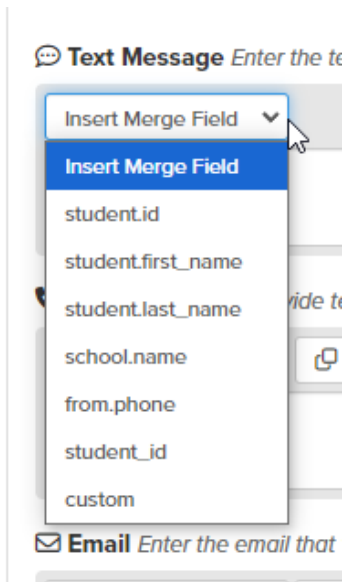 Text Message Enter the te
Insert Merge Field
Insert Merge Field
student.id
student.first_name
student.last_name
vide te
school.name
from.phone
student_id
custom
Email Enter the email that